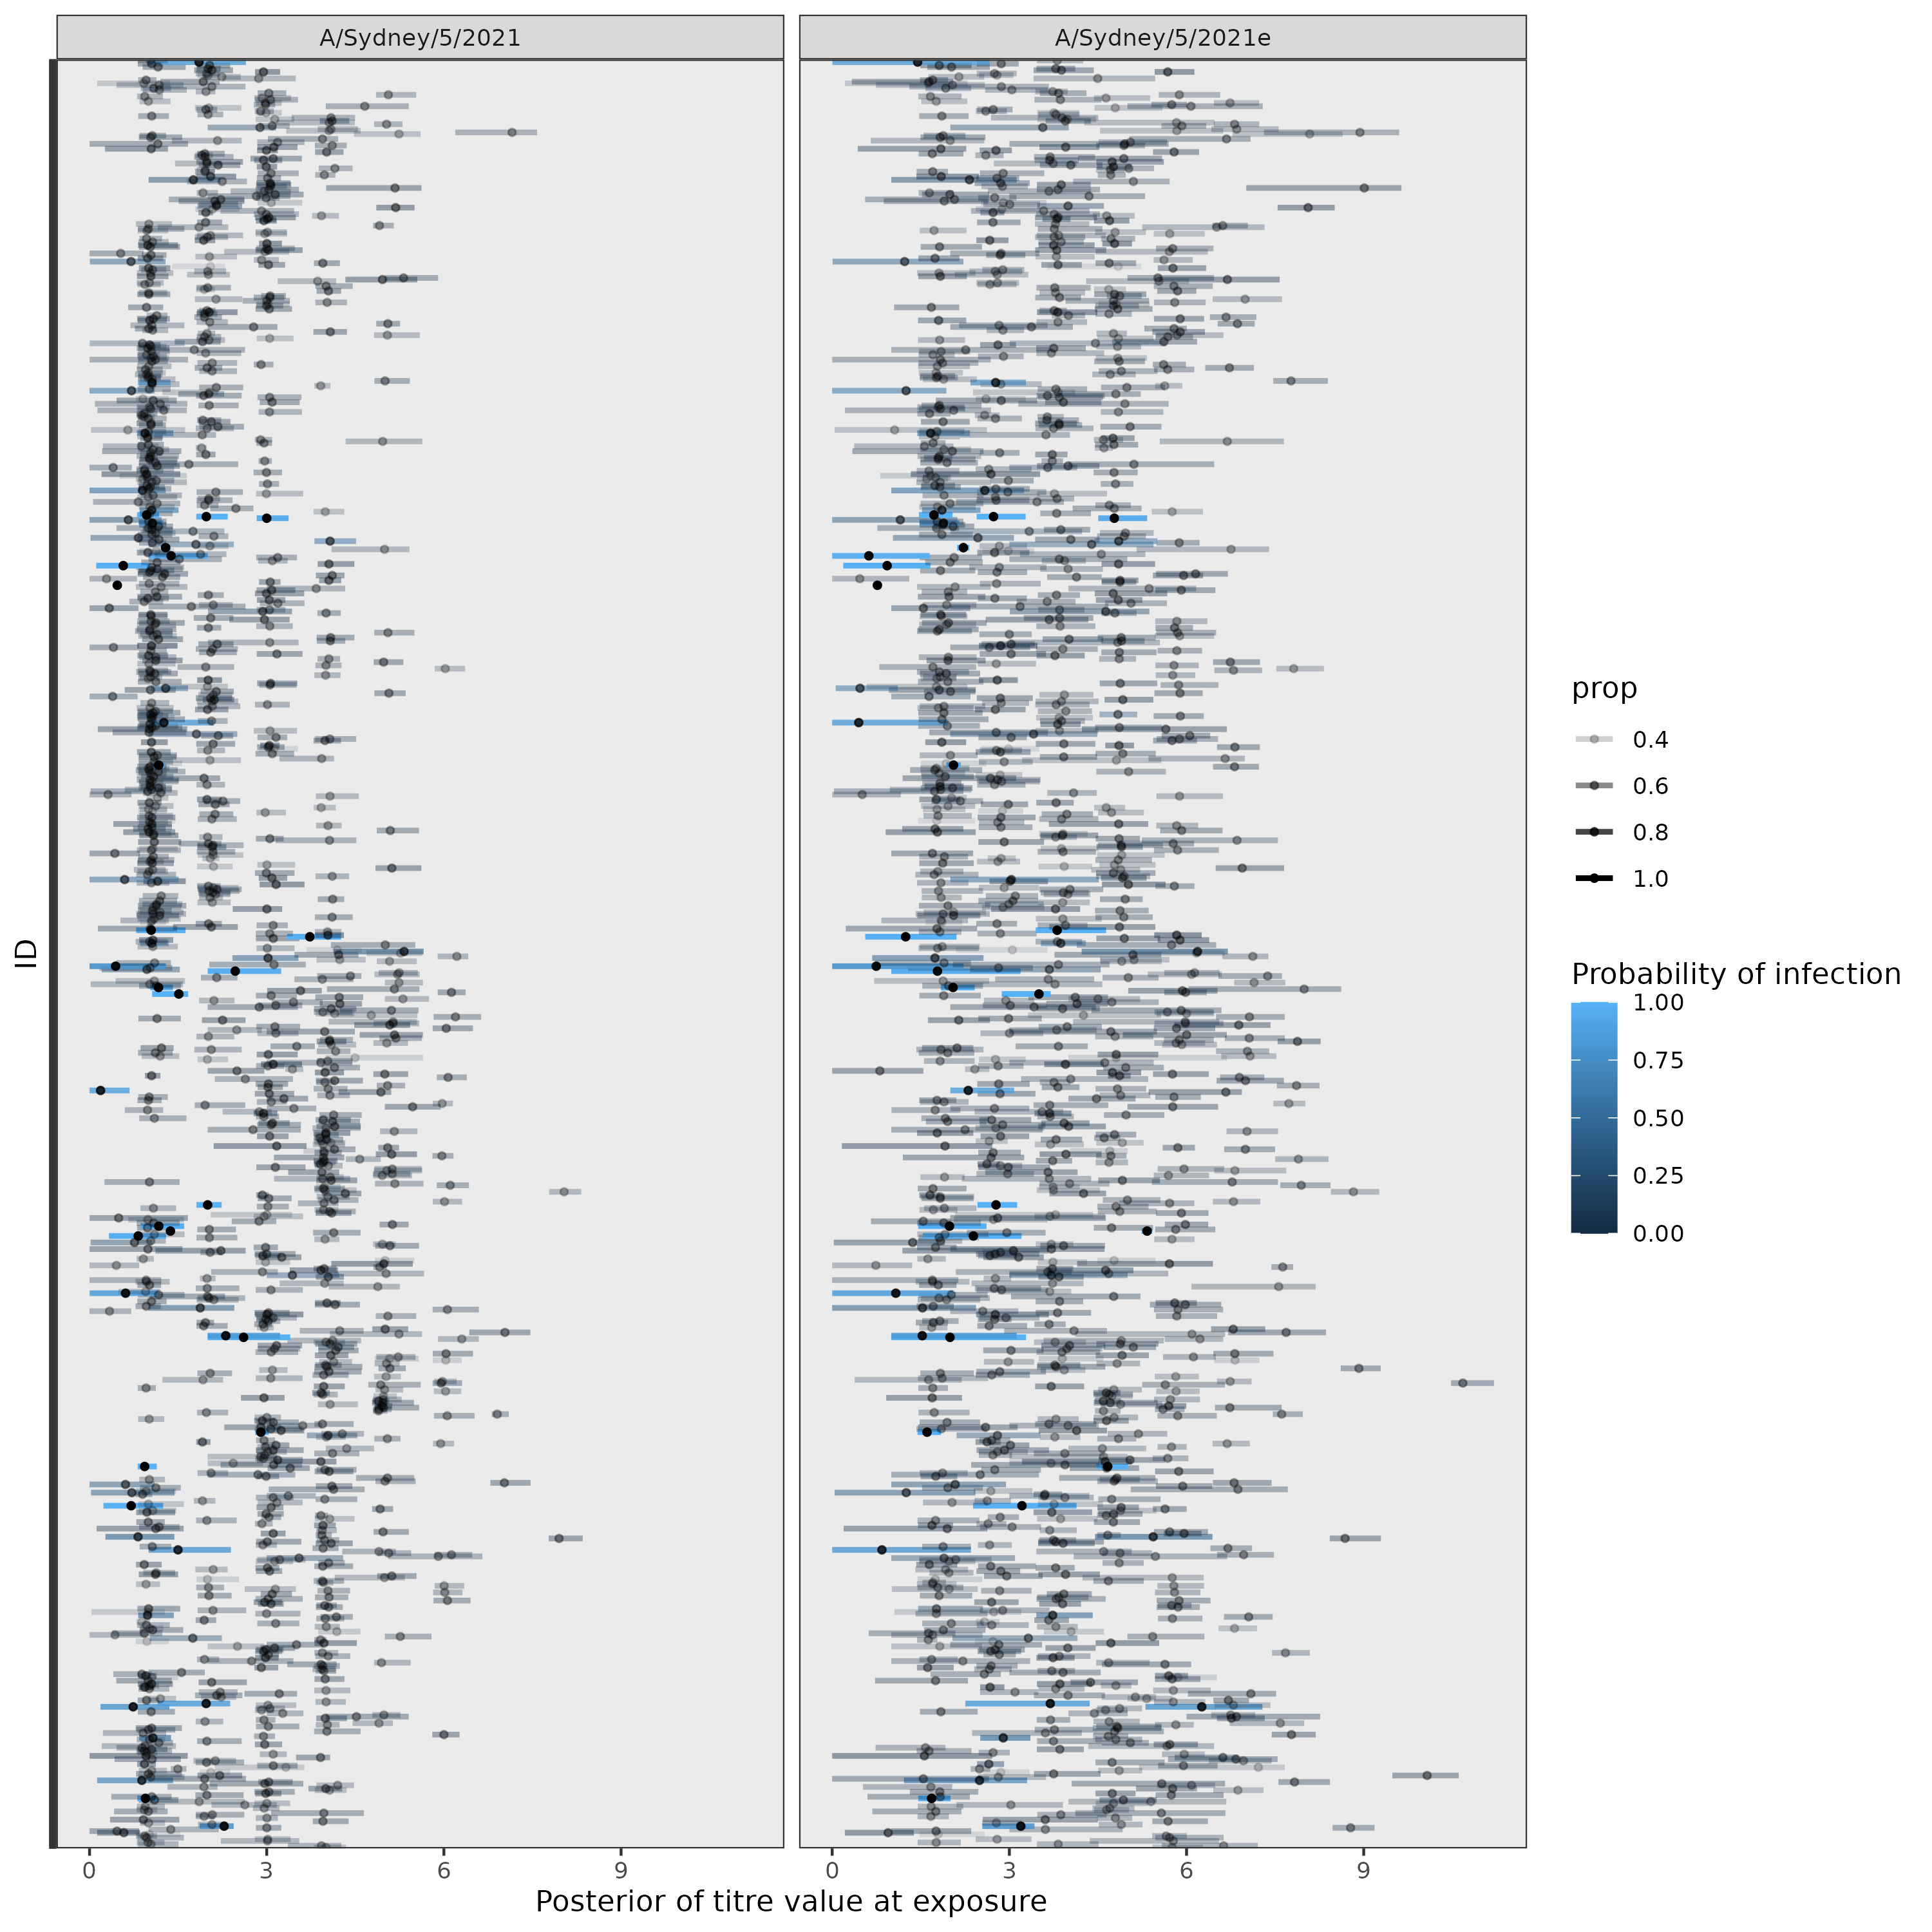 A/Sydney/5/2021
A/Sydney/5/2021e
ID
prop
0.4
0.6
0.8
1.0
Probability of infection
1.00
0.75
0.50
0.25
0.00
0 3 6 9
0 3 6 9
Posterior of titre value at exposure